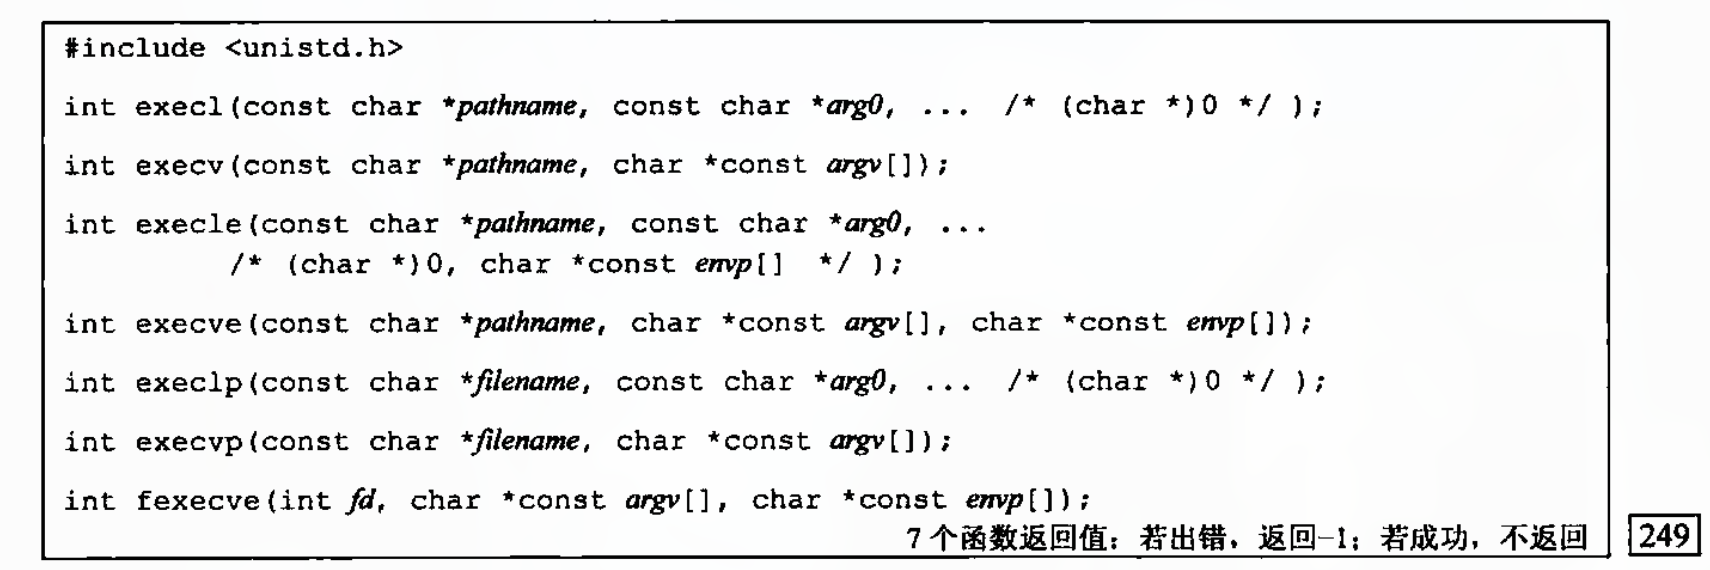 #include <unistd.h>
int execl(const char *pathname, const char *arg0, ... /* (char *)0 */ );
int execv(const char *pathname, char *const argv[]);
int execle(const char *pathname, const char *arg0, ...
/* (char *)0, char *const envp[] */ );
int execve(const char *pathname, char *const argv[], char *const envp[]);
int execlp(const char *filename, const char *arg0, ... /* (char *)0 */ );
int execvp(const char *filename, char *const argv[]);
int fexecve(int fd, char *const argv[], char *const envp[]);
7个函数返回值：若出错，返回-1；若成功，不返回
249